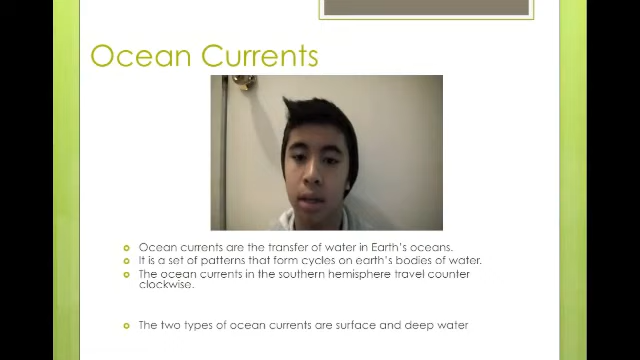 Ocean Currents
Ocean currents are the transfer of water in Earth's oceans.
It is a set of patterns that form cycles on earth's bodies of water.
The ocean currents in the southern hemisphere travel counter
clockwise.
The two types of ocean currents are surface and deep water